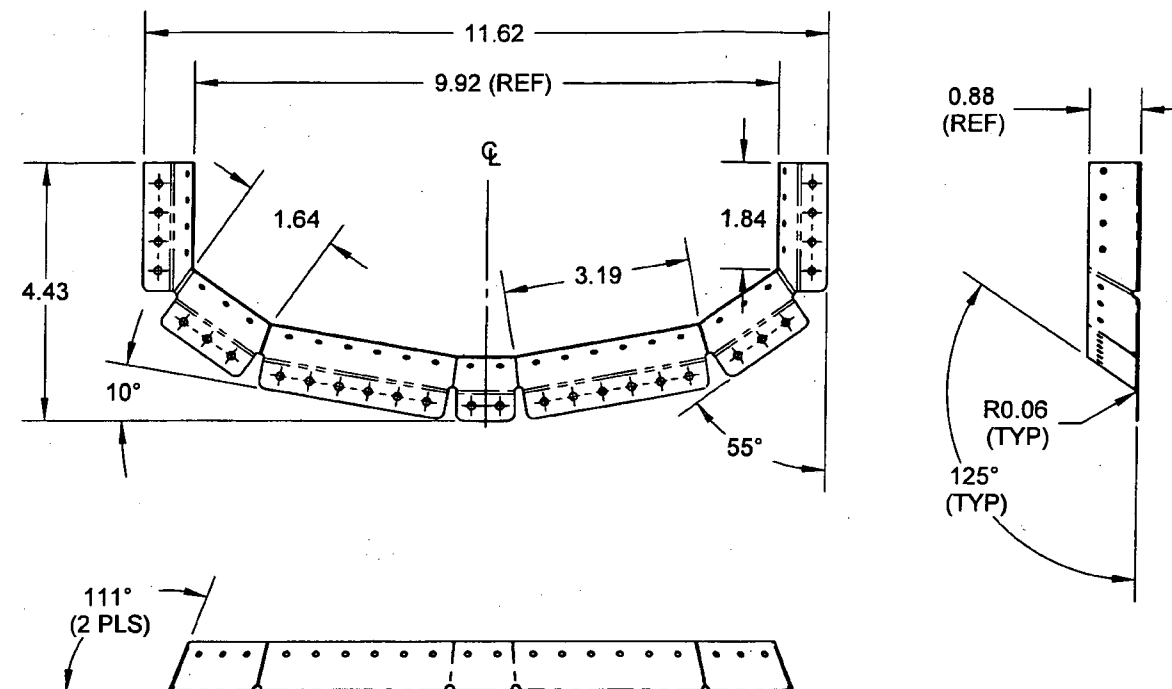 11.62
9.92 (REF)
0.88
(REF)
℄
1.64
1.84
3.19
4.43
10°
55°
R0.06
(TYP)
125°
(TYP)
111°
(2 PLS)